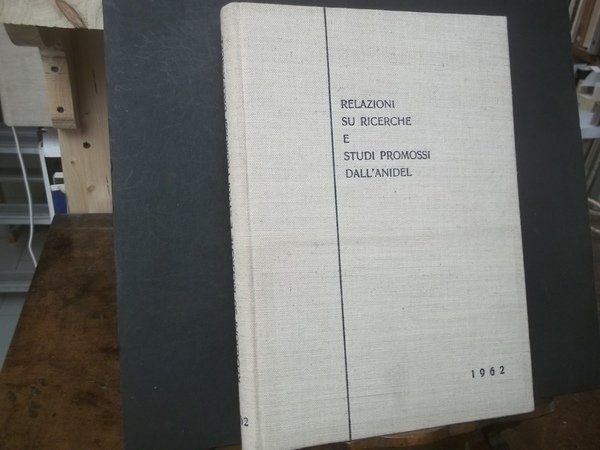 RELAZIONI
SU RICERCHE
E
STUDI PROMOSSI
DALL'ANIDEL
1962